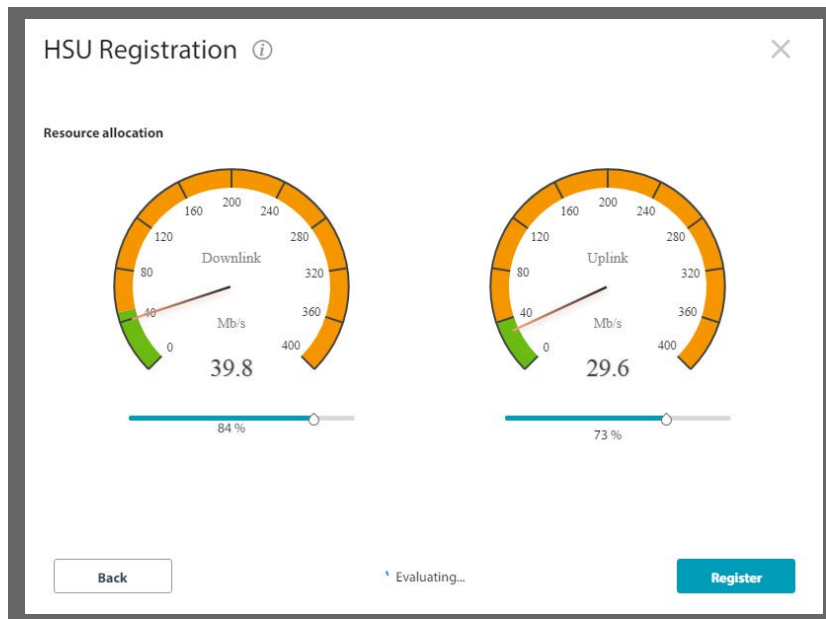 HSU Registration i
Resource allocation
0
40
80
120
160
200
240
280
320
360
400
Downlink
Mb/s
39.8
84 %
0
40
80
120
160
200
240
280
320
360
400
Uplink
Mb/s
29.6
73 %
Back
Evaluating...
Register